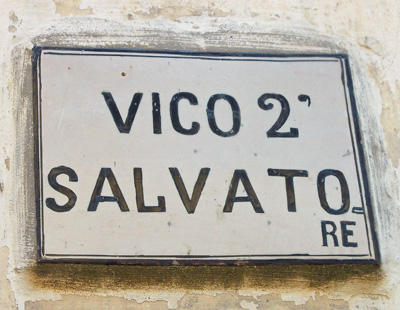 VICO 2°
SALVATO-
RE